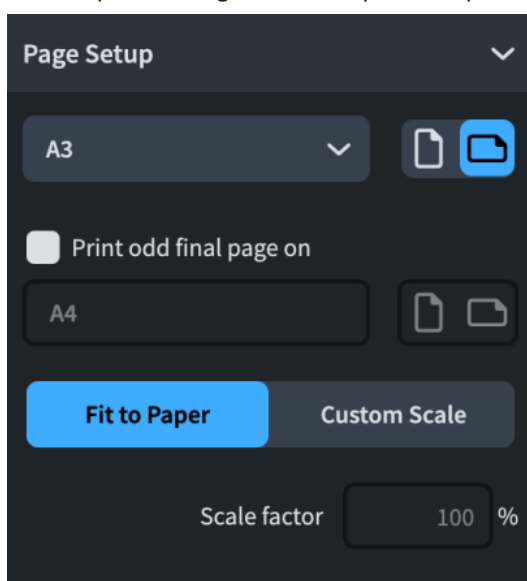 Page Setup
A3
Print odd final page on
A4
Fit to Paper Custom Scale
Scale factor 100 %